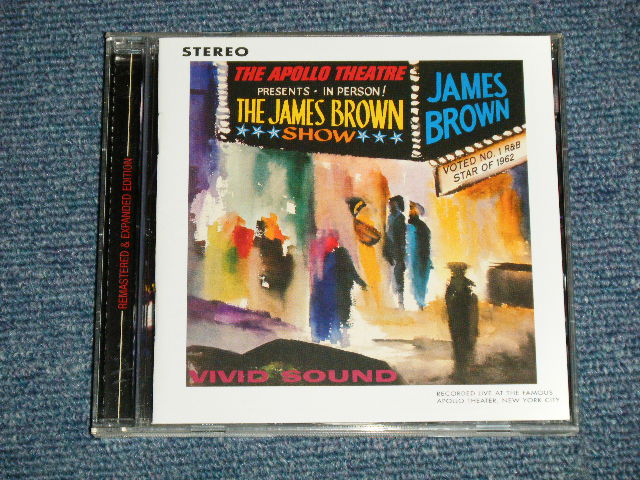 STEREO
REMASTERED & EXPANDED EDITION
THE APOLLO THEATRE
PRESENTS · IN PERSON!
THE JAMES BROWN
★★★SHOW★★★
JAMES
BROWN
VOTED NO. 1 R&B
STAR OF 1962
VIVID SOUND
RECORDED LIVE AT THE FAMOUS
APOLLO THEATER, NEW YORK CITY